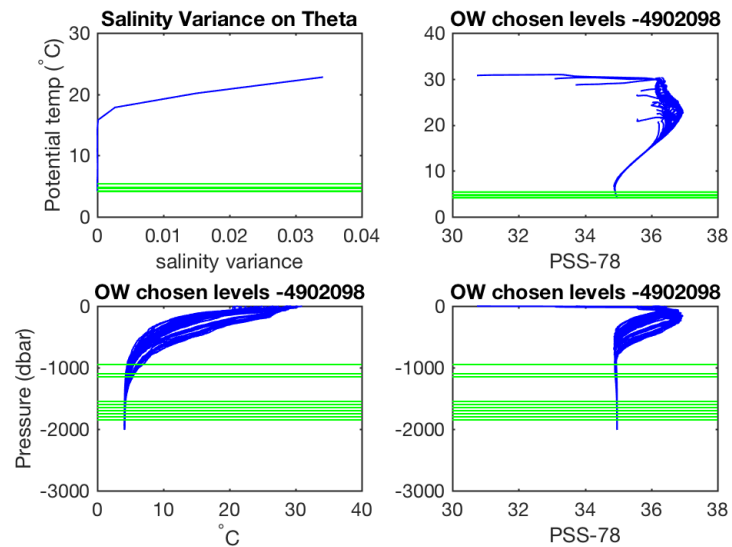 Salinity Variance on Theta
Potential temp (°C)
30
20
10
0
0 0.01 0.02 0.03 0.04
salinity variance
OW chosen levels -4902098
40
30
20
10
0
30 32 34 36 38
PSS-78
OW chosen levels -4902098
Pressure (dbar)
0
-1000
-2000
-3000
0 10 20 30 40
°C
OW chosen levels -4902098
0
-1000
-2000
-3000
30 32 34 36 38
PSS-78